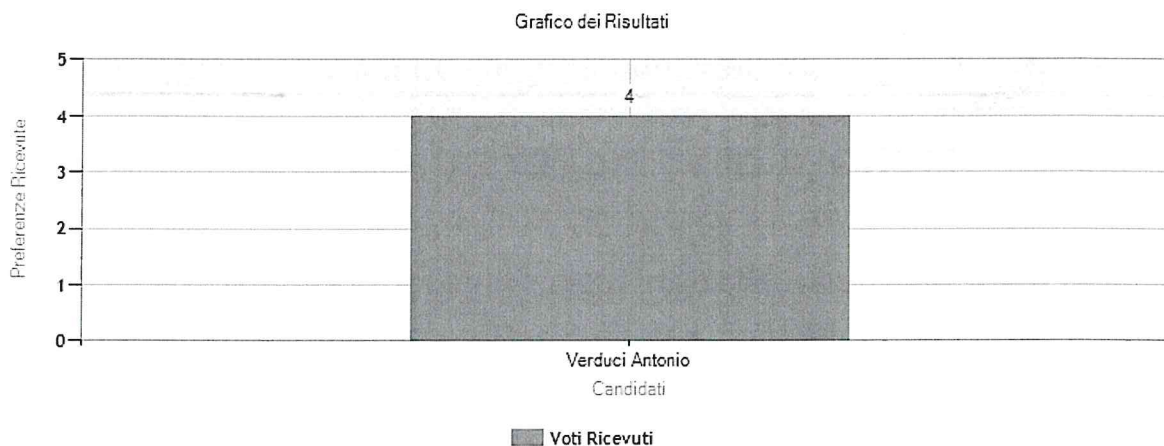 Grafico dei Risultati
5
4
4
3
2
1
0
Preferenze Ricevute
Verduci Antonio
Candidati
Voti Ricevuti